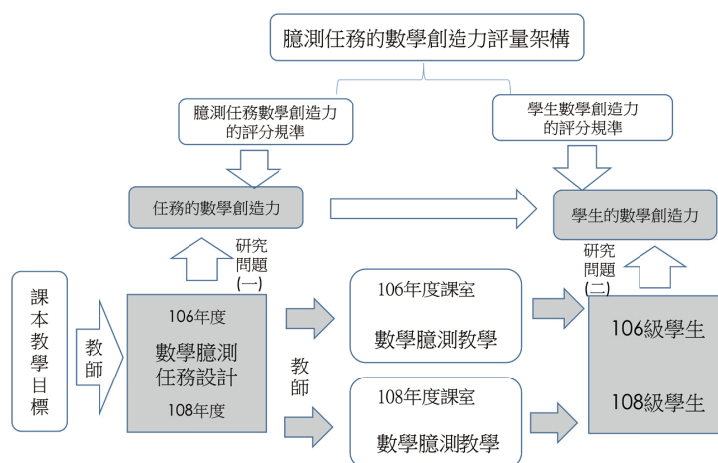 臆測任務的數學創造力評量架構
臆測任務數學創造力
的評分規準
學生數學創造力
的評分規準
任務的數學創造力
學生的數學創造力
研究
問題
(一)
研究
問題
(二)
課本教學目標
教師
106年度
數學臆測
任務設計
108年度
教師
106年度課室
數學臆測教學
108年度課室
數學臆測教學
106級學生
108級學生